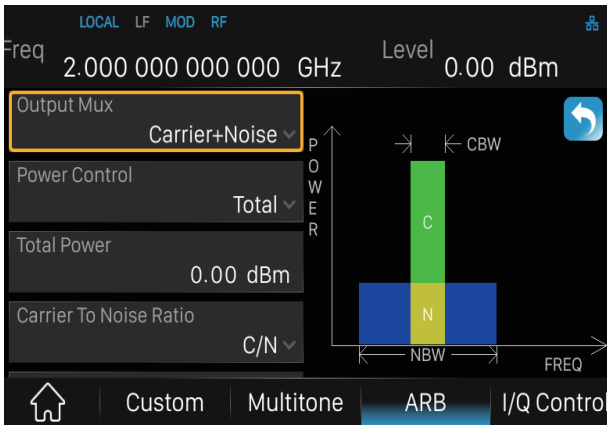 LOCAL LF MOD RF
Freq 2.000 000 000 000 GHz Level 0.00 dBm
Output Mux
Carrier+Noise
Power Control
Total
Total Power
0.00 dBm
Carrier To Noise Ratio
C/N
POWER
CBW
C
N
NBW
FREQ
Custom Multitone ARB I/Q Control